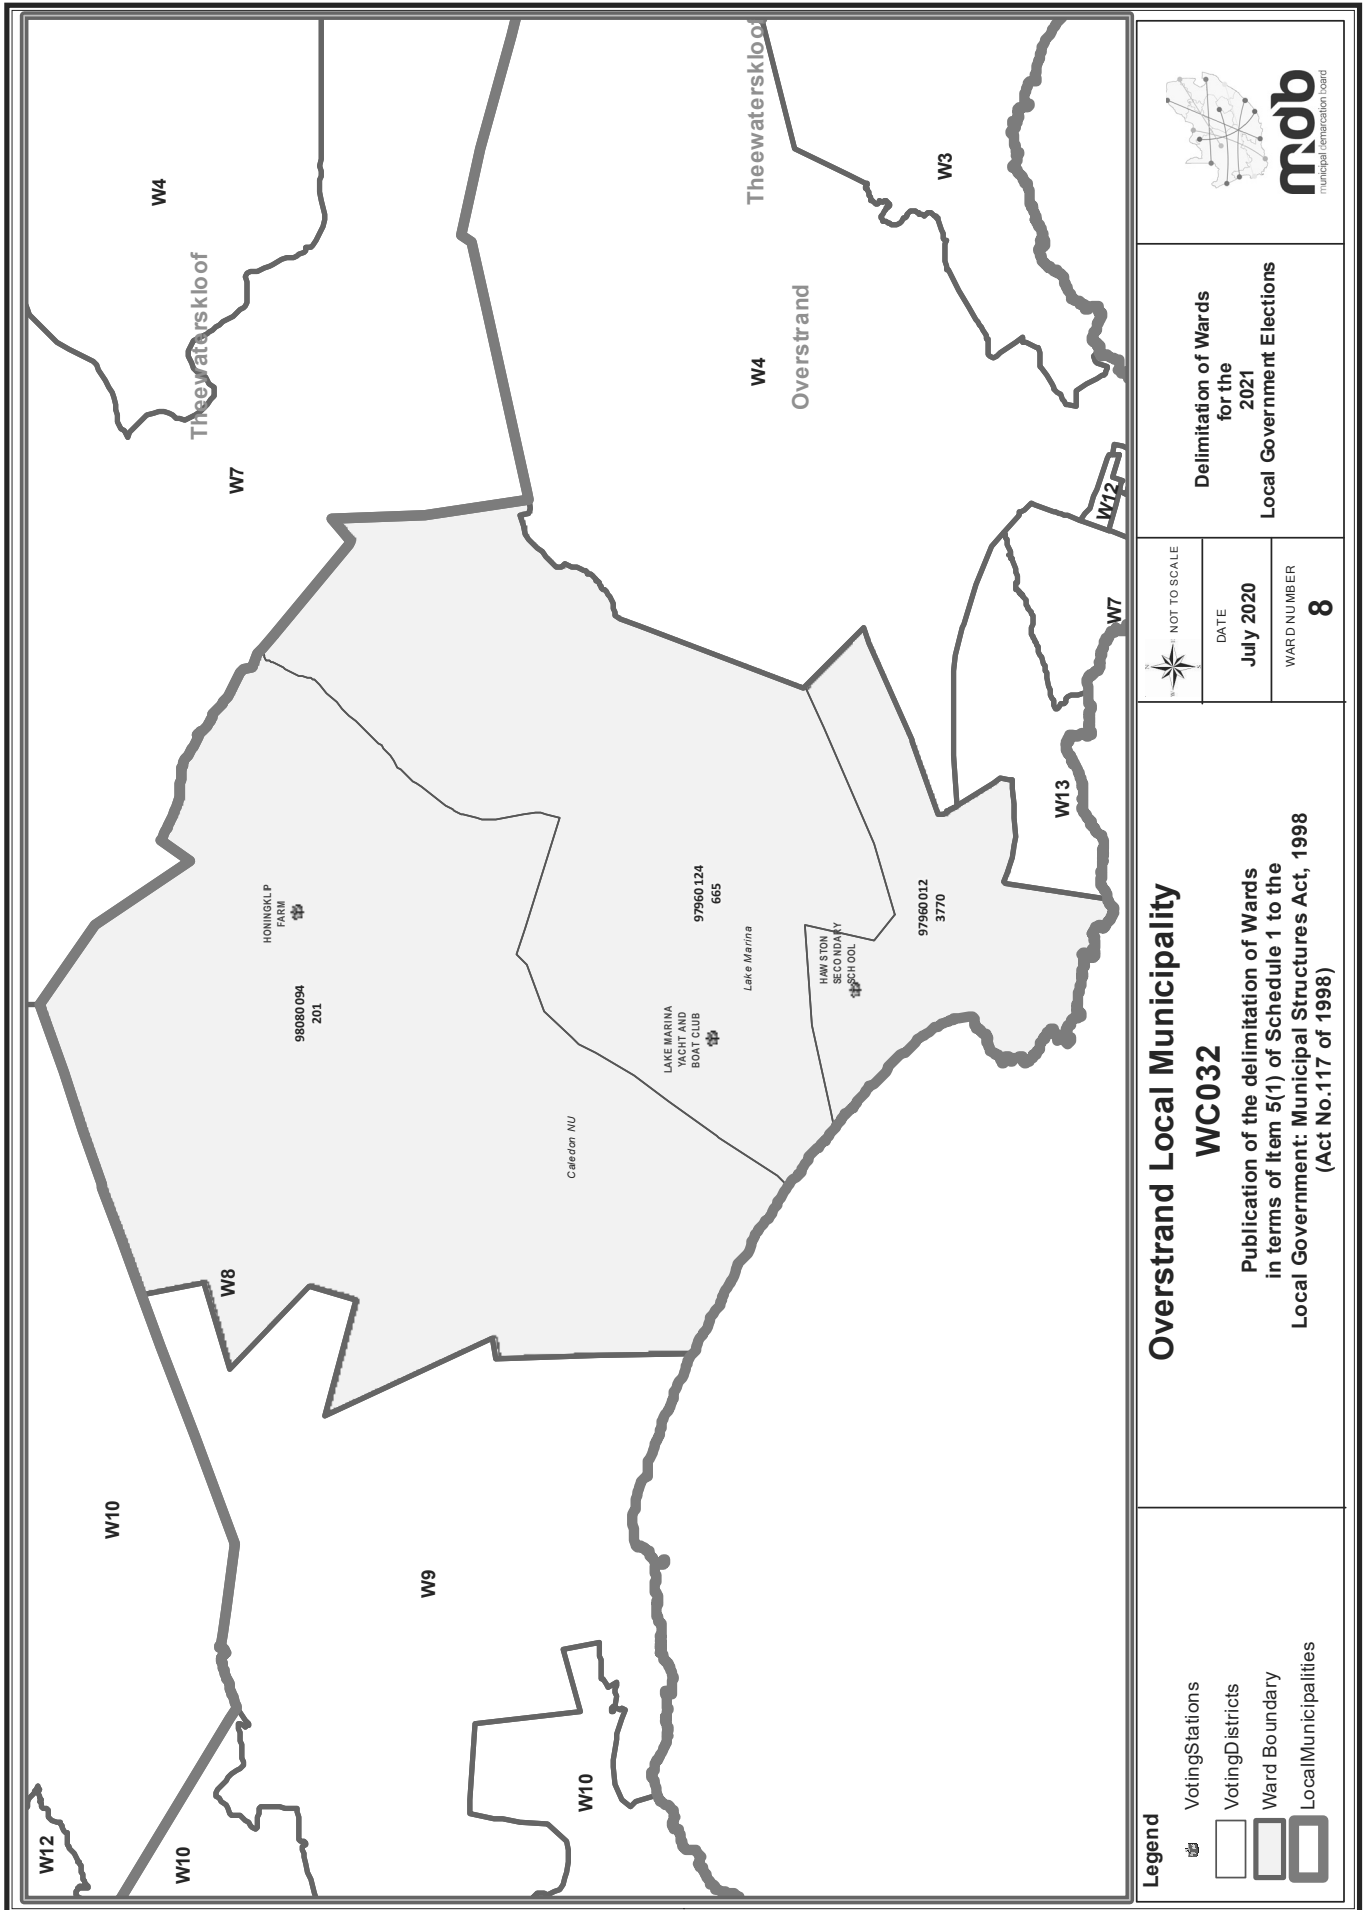 W12
W10
W10
W9
W10
W8
98080094
201
HONINGKLIP
FARM
Caledon NU
LAKE MARINA
YACHT AND
BOAT CLUB
97960124
665
Lake Marina
HAWSTON
SECONDARY
SCHOOL
97960012
3770
W13
W7
W12
W7
W4
Theewaterskloof
W4
Overstrand
Theewaterskloof
W3
Legend
VotingStations
VotingDistricts
Ward Boundary
LocalMunicipalities
Overstrand Local Municipality
WC032
Publication of the delimitation of Wards
in terms of Item 5(1) of Schedule 1 to the
Local Government: Municipal Structures Act, 1998
(Act No.117 of 1998)
NOT TO SCALE
DATE
July 2020
WARD NUMBER
8
Delimitation of Wards
for the
2021
Local Government Elections
mdb
municipal demarcation board